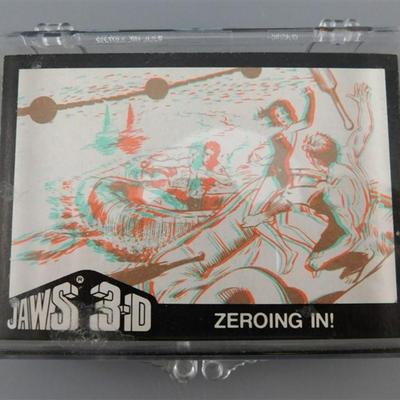 JAWS® 3-D
ZEROING IN!